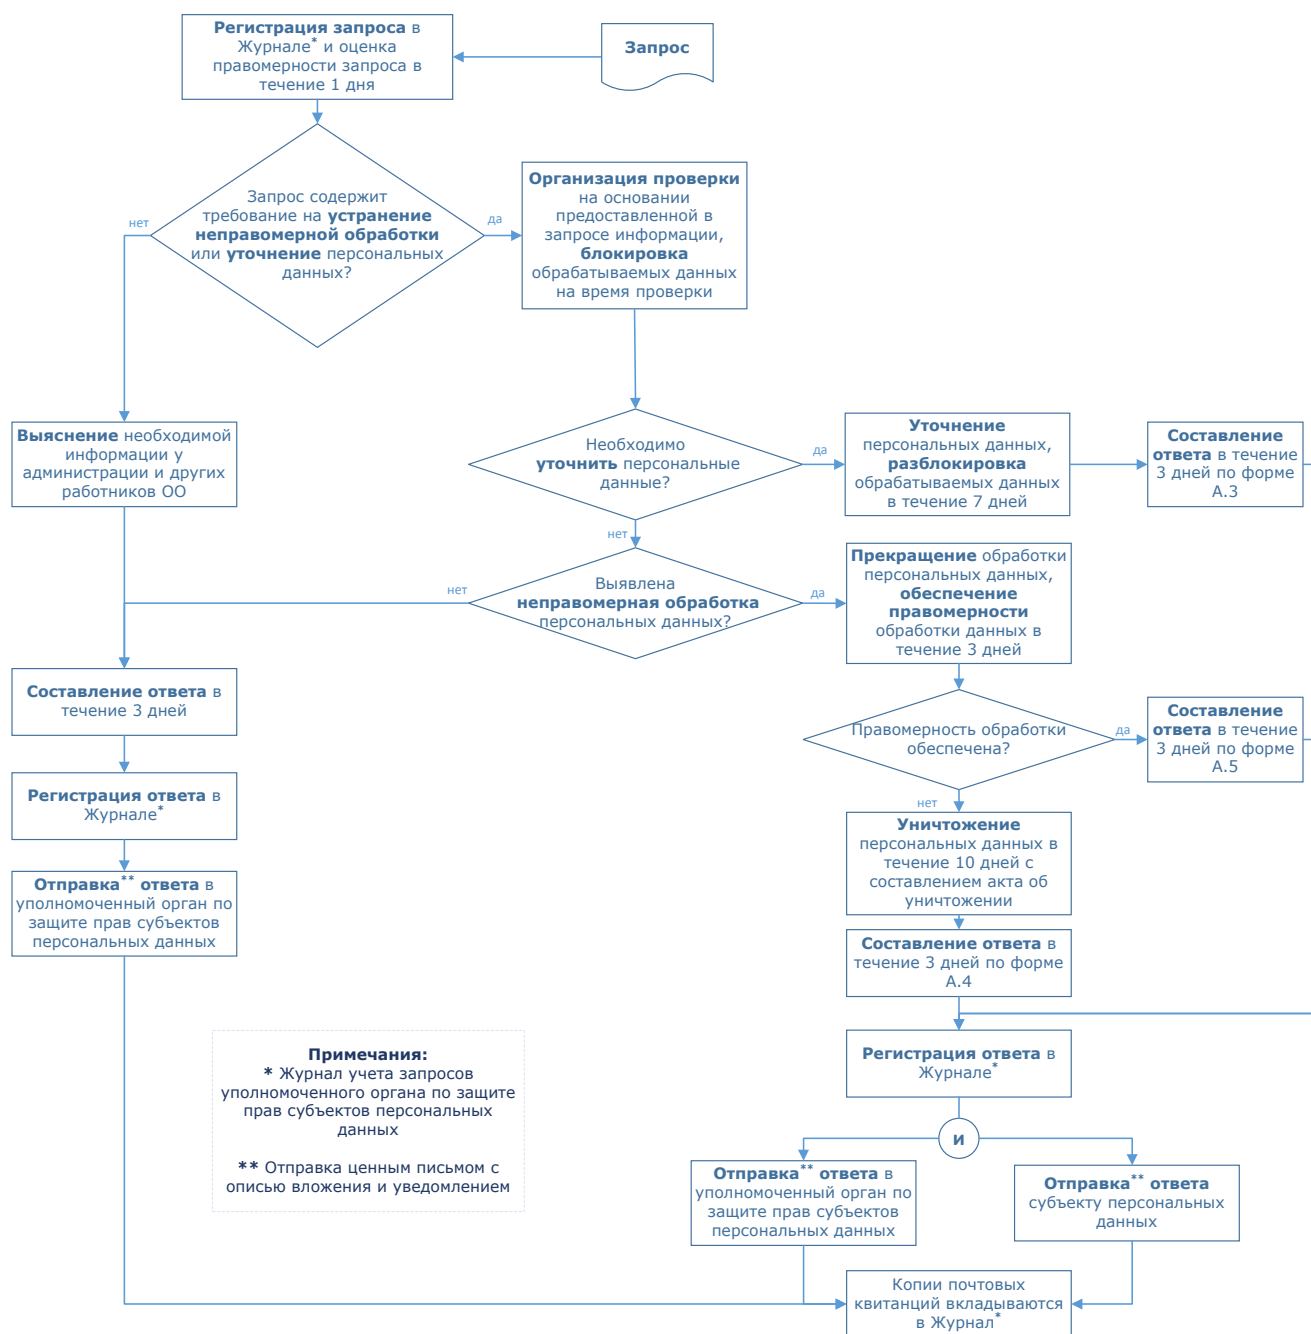 Регистрация запроса в
Журнале* и оценка
правомерности запроса в
течение 1 дня
Запрос
Запрос содержит
требование на устранение
неправомерной обработки
или уточнение персональных
данных?
нет
да
Организация проверки
на основании
предоставленной в
запросе информации,
блокировка
обрабатываемых данных
на время проверки
Выяснение необходимой
информации у
администрации и других
работников ОО
Необходимо
уточнить персональные
данные?
да
Уточнение
персональных данных,
разблокировка
обрабатываемых данных
в течение 7 дней
Составление
ответа в течение
3 дней по форме
А.3
нет
Выявлена
неправомерная обработка
персональных данных?
нет
да
Прекращение обработки
персональных данных,
обеспечение
правомерности
обработки данных в
течение 3 дней
Составление ответа в
течение 3 дней
Правомерность обработки
обеспечена?
да
Составление
ответа в течение
3 дней по форме
А.5
нет
Регистрация ответа в
Журнале*
Уничтожение
персональных данных в
течение 10 дней с
составлением акта об
уничтожении
Отправка** ответа в
уполномоченный орган по
защите прав субъектов
персональных данных
Составление ответа в
течение 3 дней по форме
А.4
Регистрация ответа в
Журнале*
Примечания:
* Журнал учета запросов
уполномоченного органа по защите
прав субъектов персональных
данных
** Отправка ценным письмом с
описью вложения и уведомлением
И
Отправка** ответа в
уполномоченный орган по
защите прав субъектов
персональных данных
Отправка** ответа
субъекту персональных
данных
Копии почтовых
квитанций вкладываются
в Журнал*